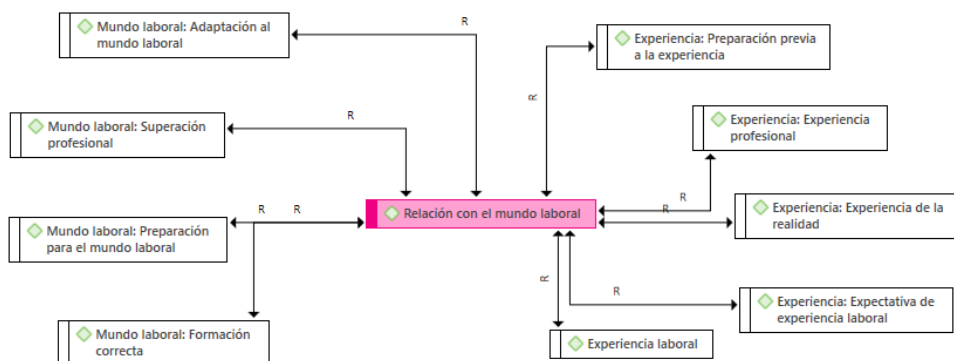 Mundo laboral: Adaptación al
mundo laboral
R
R
Experiencia: Preparación previa
a la experiencia
R
Mundo laboral: Superación
profesional
R
Experiencia: Experiencia
profesional
Relación con el mundo laboral
R
R
Mundo laboral: Preparación
para el mundo laboral
R
R
Experiencia: Experiencia de la
realidad
R
R
Experiencia: Expectativa de
experiencia laboral
Mundo laboral: Formación
correcta
Experiencia laboral